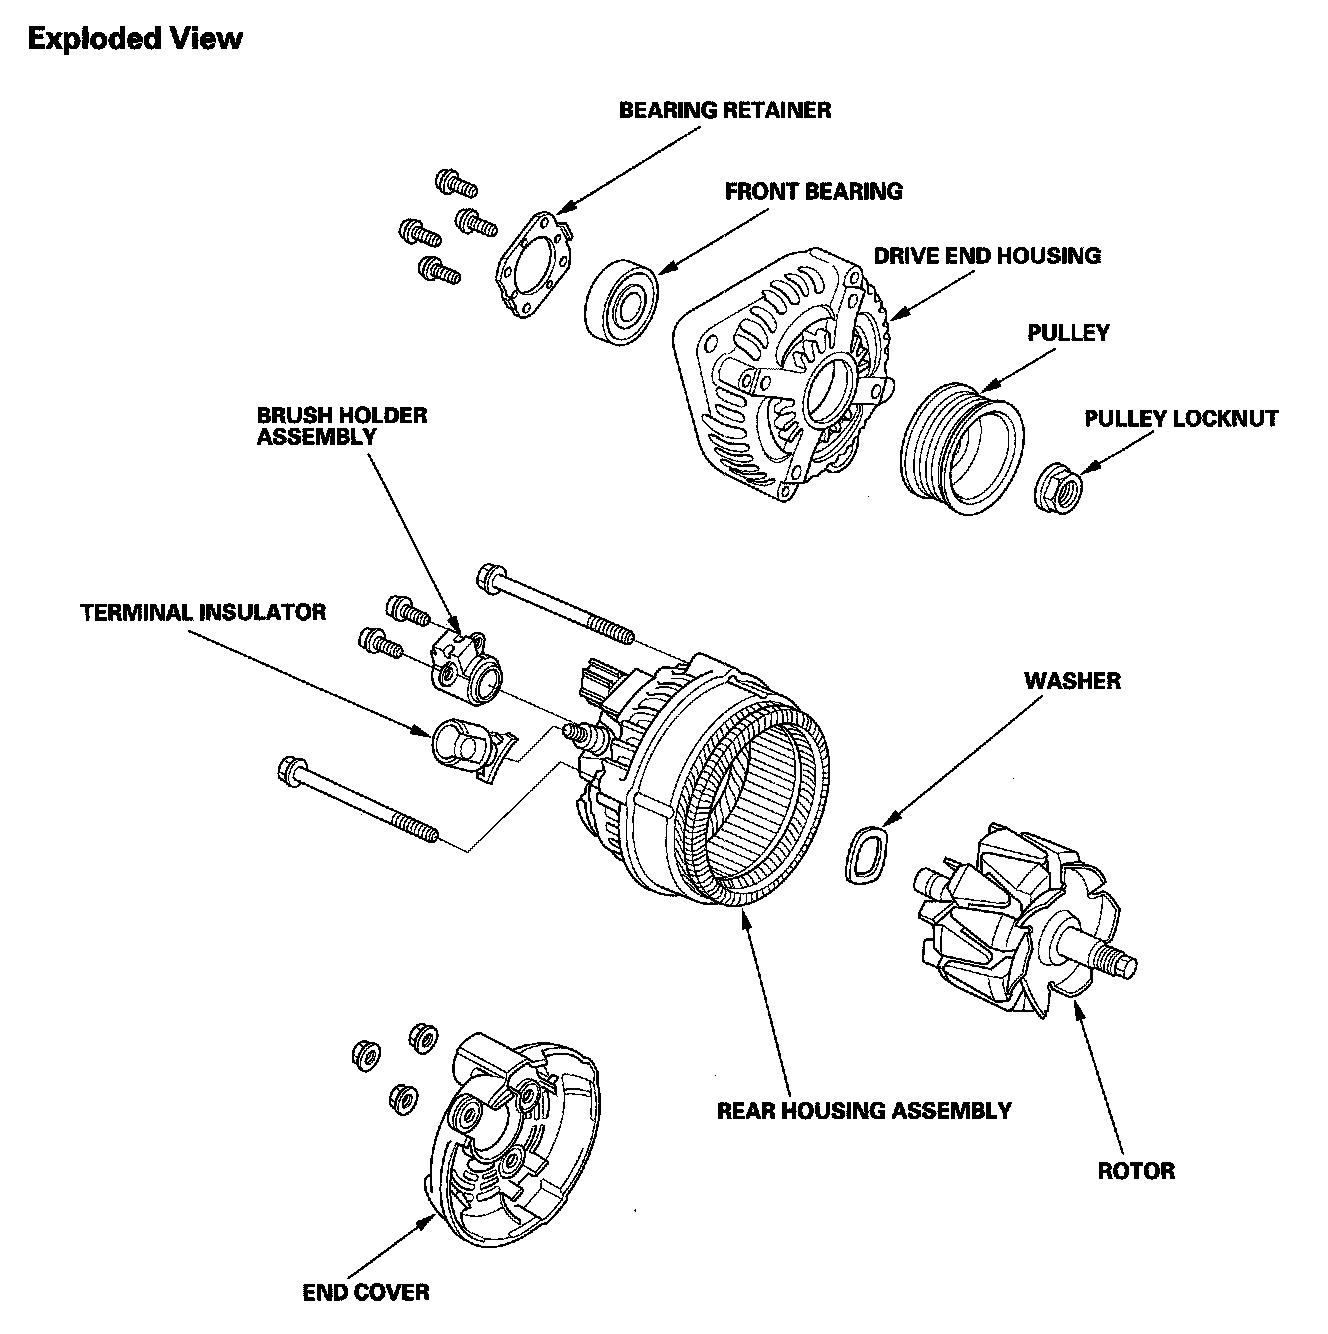 Exploded View
BEARING RETAINER
FRONT BEARING
DRIVE END HOUSING
PULLEY
PULLEY LOCKNUT
BRUSH HOLDER
ASSEMBLY
TERMINAL INSULATOR
WASHER
REAR HOUSING ASSEMBLY
ROTOR
END COVER